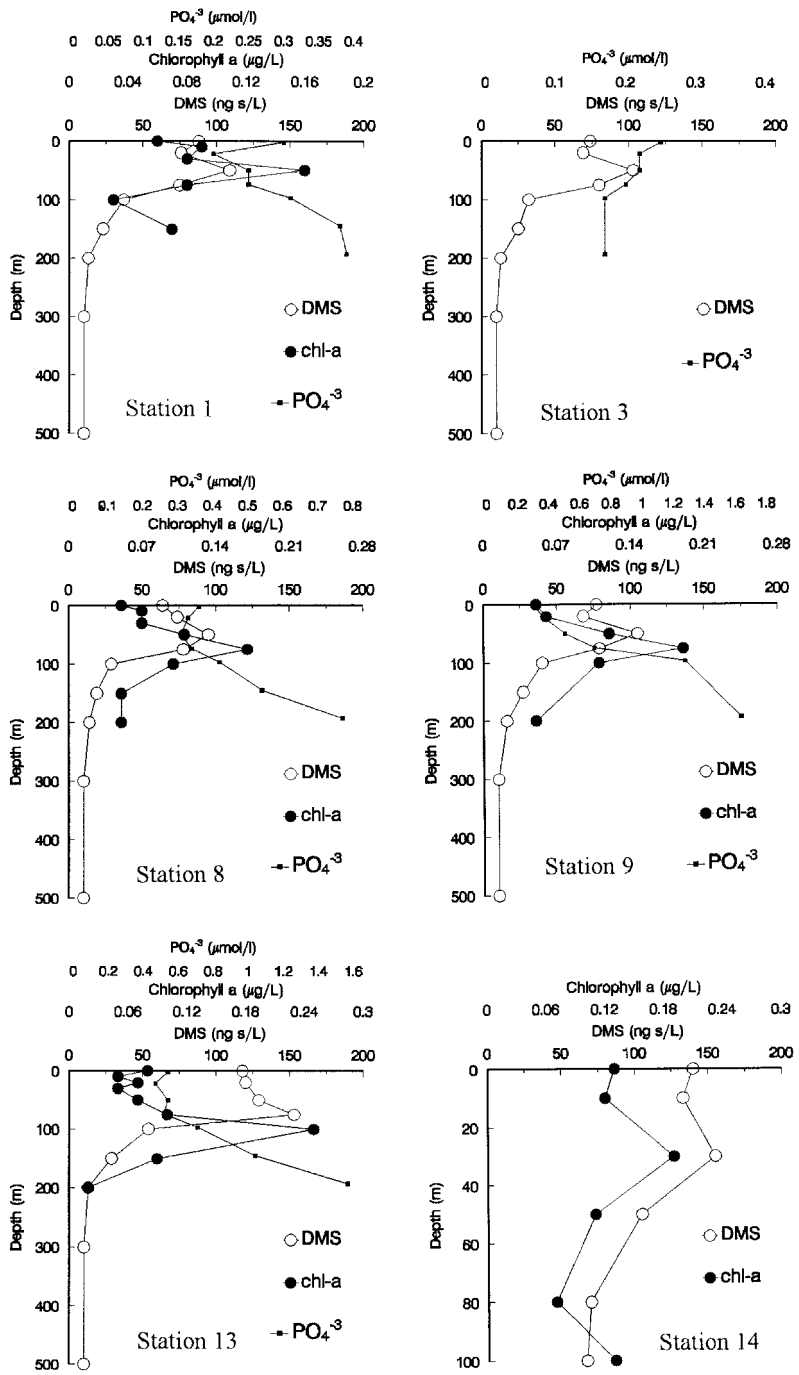 PO₄⁻³ (μmol/l)
0 0.05 0.1 0.15 0.2 0.25 0.3 0.35 0.4
Chlorophyll a (μg/L)
0 0.04 0.08 0.12 0.16 0.2
DMS (ng s/L)
0 50 100 150 200
0
100
200
300
400
500
Depth (m)
DMS
chl-a
PO₄⁻³
Station 1
PO₄⁻³ (μmol/l)
0 0.1 0.2 0.3 0.4
DMS (ng s/L)
0 50 100 150 200
0
100
200
300
400
500
Depth (m)
DMS
PO₄⁻³
Station 3
PO₄⁻³ (μmol/l)
0 0.1 0.2 0.3 0.4 0.5 0.6 0.7 0.8
Chlorophyll a (μg/L)
0 0.07 0.14 0.21 0.28
DMS (ng s/L)
0 50 100 150 200
0
100
200
300
400
500
Depth (m)
DMS
chl-a
PO₄⁻³
Station 8
PO₄⁻³ (μmol/l)
0 0.2 0.4 0.6 0.8 1 1.2 1.4 1.6 1.8
Chlorophyll a (μg/L)
0 0.07 0.14 0.21 0.28
DMS (ng s/L)
0 50 100 150 200
0
100
200
300
400
500
Depth (m)
DMS
chl-a
PO₄⁻³
Station 9
PO₄⁻³ (μmol/l)
0 0.2 0.4 0.6 0.8 1 1.2 1.4 1.6
Chlorophyll a (μg/L)
0 0.06 0.12 0.18 0.24 0.3
DMS (ng s/L)
0 50 100 150 200
0
100
200
300
400
500
Depth (m)
DMS
chl-a
PO₄⁻³
Station 13
Chlorophyll a (μg/L)
0 0.06 0.12 0.18 0.24 0.3
DMS (ng s/L)
0 50 100 150 200
0
20
40
60
80
100
Depth (m)
DMS
chl-a
Station 14